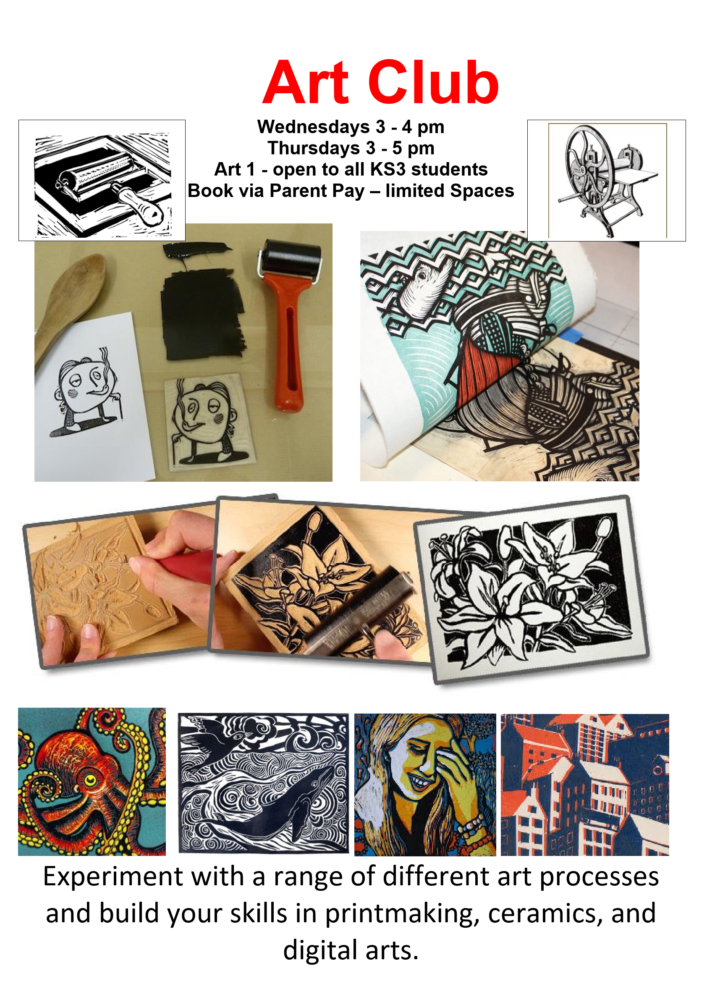 Art Club
Wednesdays 3 - 4 pm
Thursdays 3 - 5 pm
Art 1 - open to all KS3 students
Book via Parent Pay – limited Spaces
Experiment with a range of different art processes
and build your skills in printmaking, ceramics, and
digital arts.